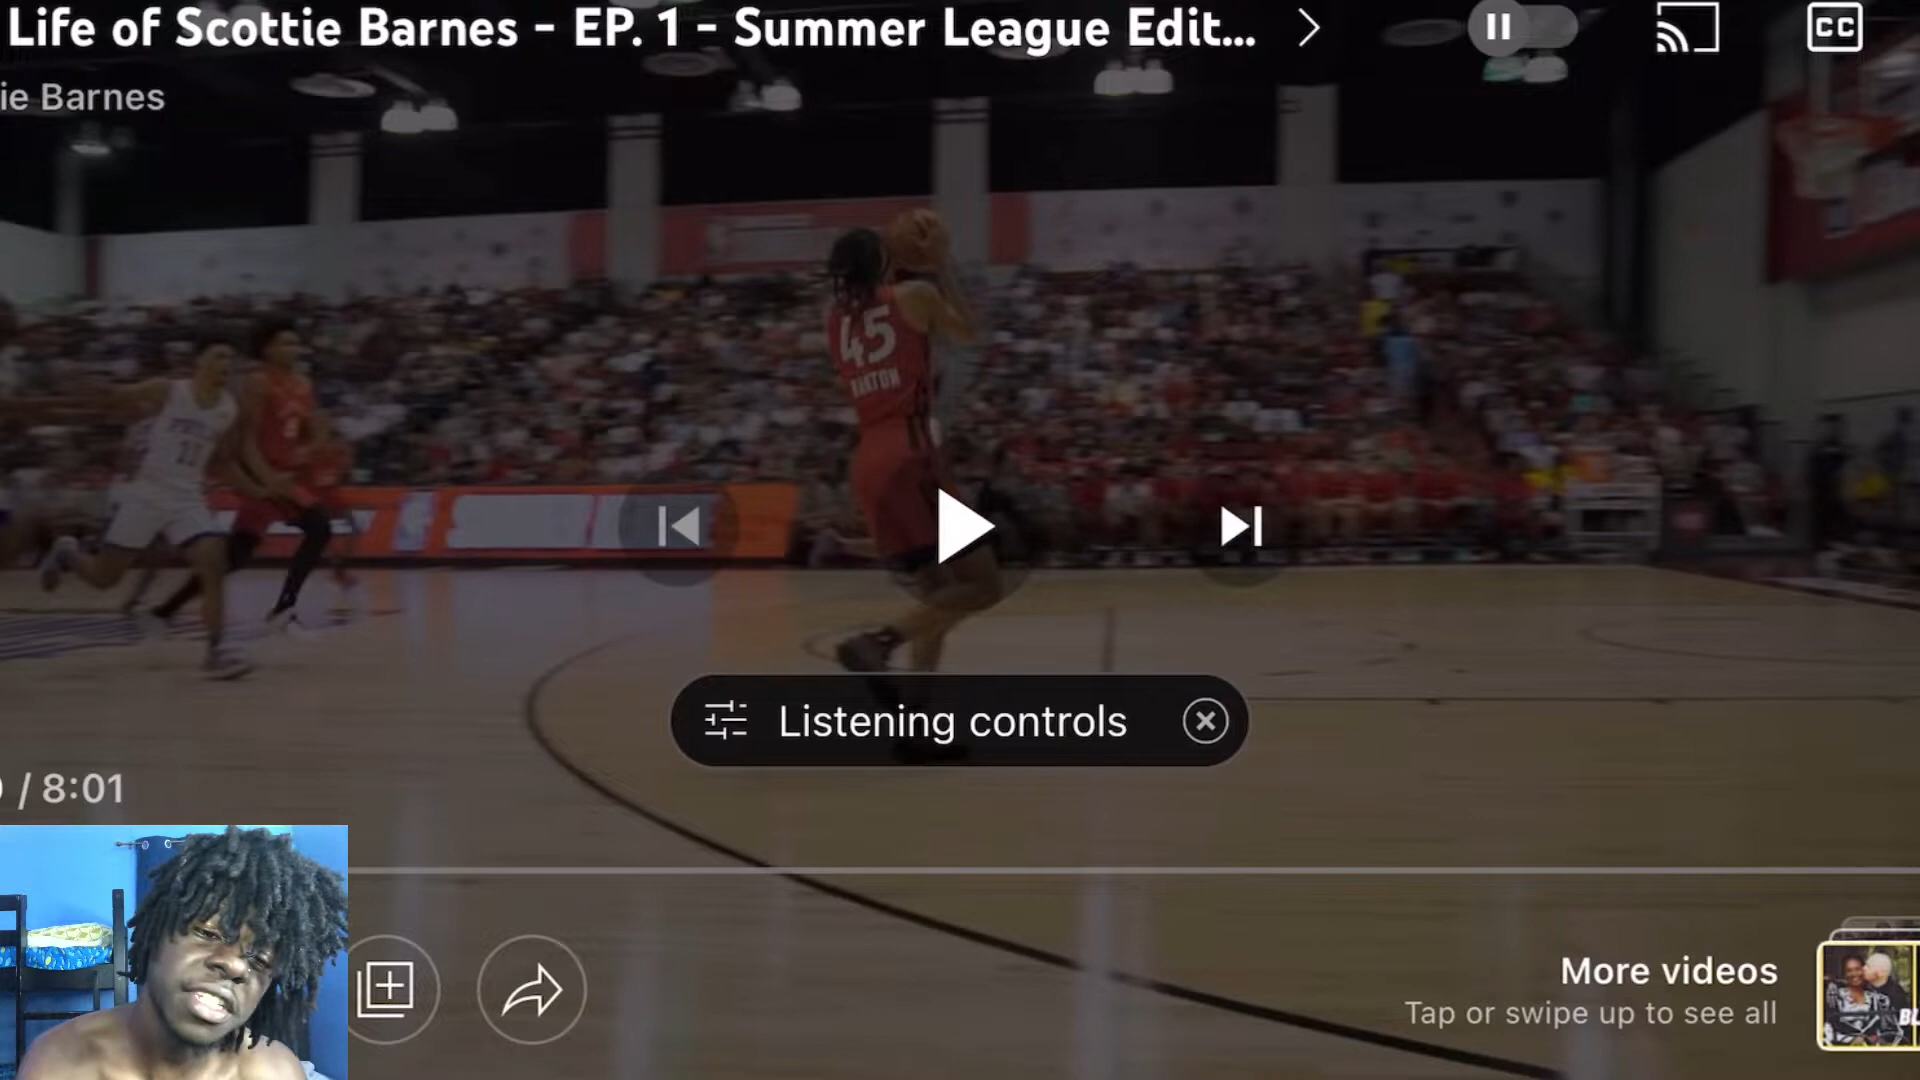 Life of Scottie Barnes - EP. 1 - Summer League Edit...
CC
ie Barnes
45
Listening controls
/ 8:01
More videos
Tap or swipe up to see all